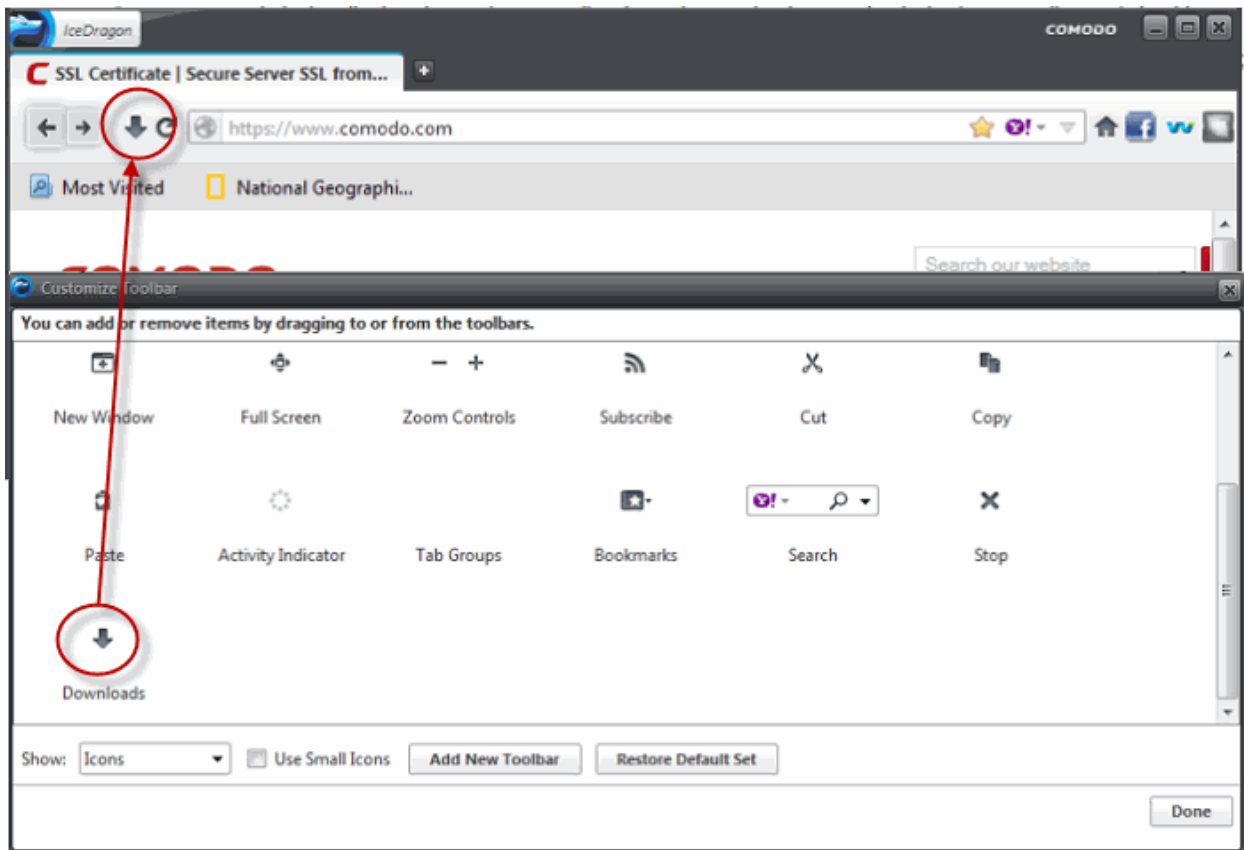 IceDragon
COMODO
SSL Certificate | Secure Server SSL from...
https://www.comodo.com
Most Visited
National Geographi...
Search our website
Customize Toolbar
You can add or remove items by dragging to or from the toolbars.
New Window Full Screen Zoom Controls Subscribe Cut Copy
Paste Activity Indicator Tab Groups Bookmarks Search Stop
Downloads
Show: Icons Use Small Icons Add New Toolbar Restore Default Set
Done